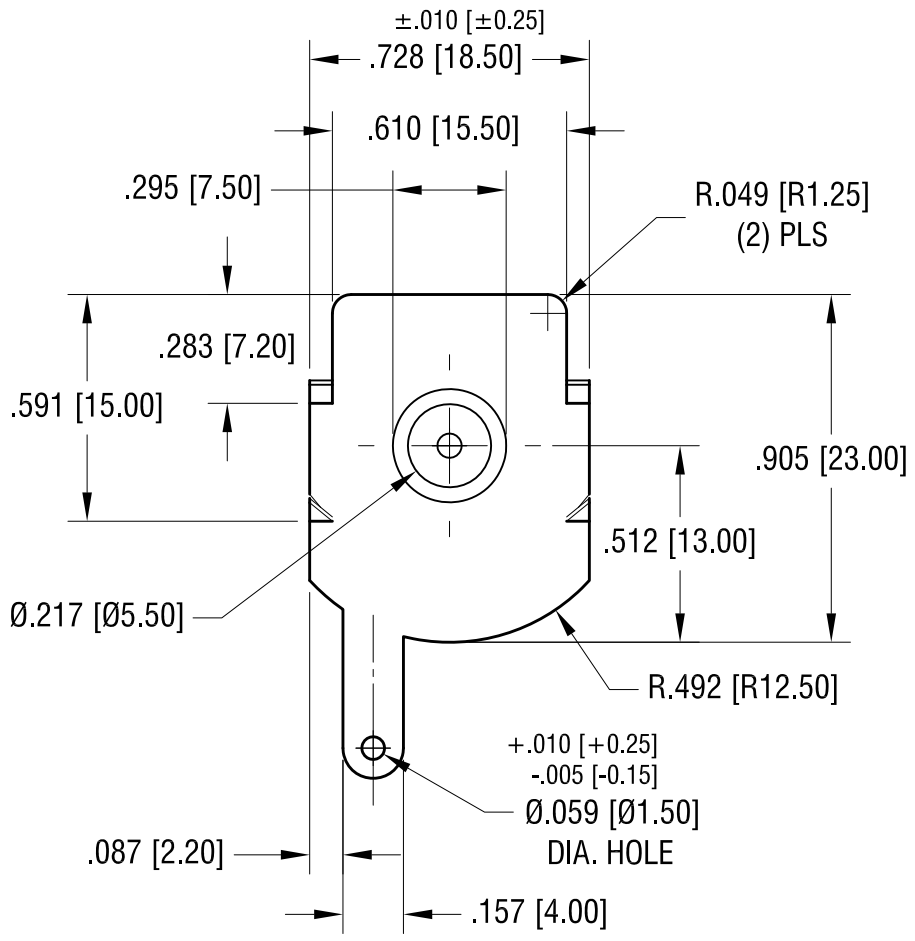 ±.010 [±0.25]
.728 [18.50]
.610 [15.50]
.295 [7.50]
R.049 [R1.25]
(2) PLS
.283 [7.20]
.591 [15.00]
.905 [23.00]
.512 [13.00]
Ø.217 [Ø5.50]
R.492 [R12.50]
+.010 [+0.25]
-.005 [-0.15]
Ø.059 [Ø1.50]
DIA. HOLE
.087 [2.20]
.157 [4.00]